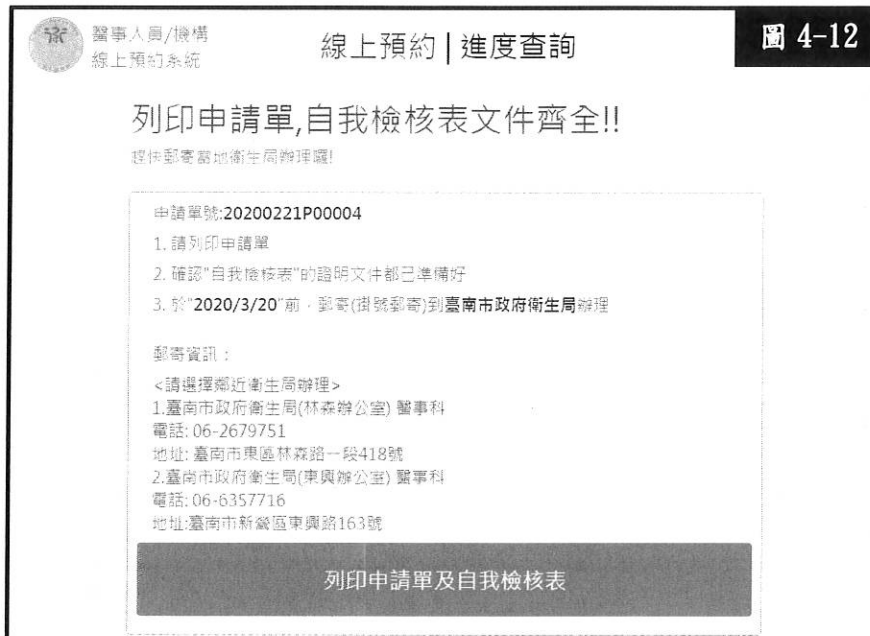 醫事人員/機構
線上預約系統
線上預約 | 進度查詢
圖 4-12
列印申請單,自我檢核表文件齊全!!
趕快郵寄當地衛生局辦理囉!
申請單號:20200221P00004
1. 請列印申請單
2. 確認"自我檢核表"的證明文件都已準備好
3. 於"2020/3/20"前，郵寄(掛號郵寄)到臺南市政府衛生局辦理
郵寄資訊：
<請選擇鄰近衛生局辦理>
1.臺南市政府衛生局(林森辦公室) 醫事科
電話: 06-2679751
地址: 臺南市東區林森路一段418號
2.臺南市政府衛生局(東興辦公室) 醫事科
電話: 06-6357716
地址:臺南市新營區東興路163號
列印申請單及自我檢核表